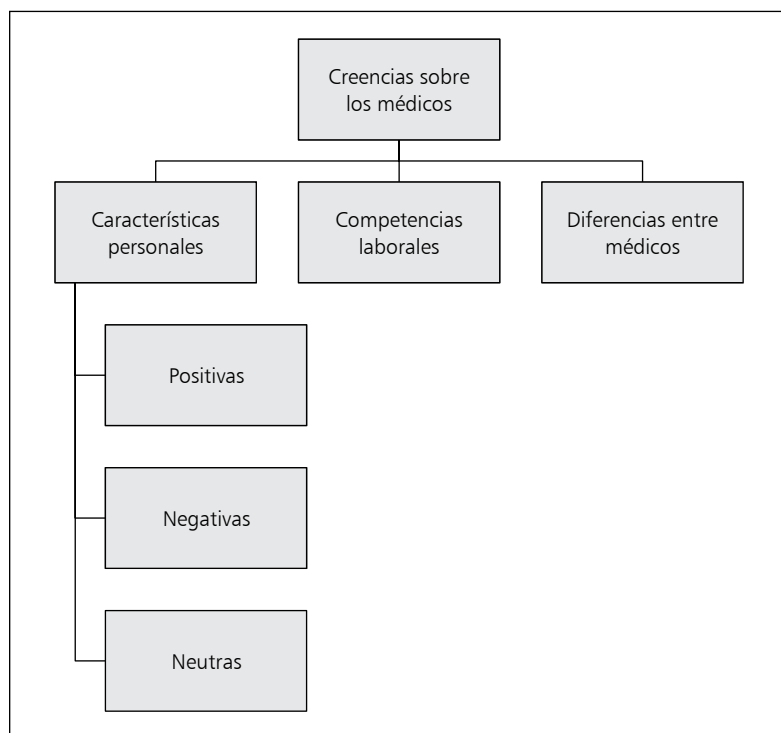 Creencias sobre
los médicos
Características
personales
Competencias
laborales
Diferencias entre
médicos
Positivas
Negativas
Neutras